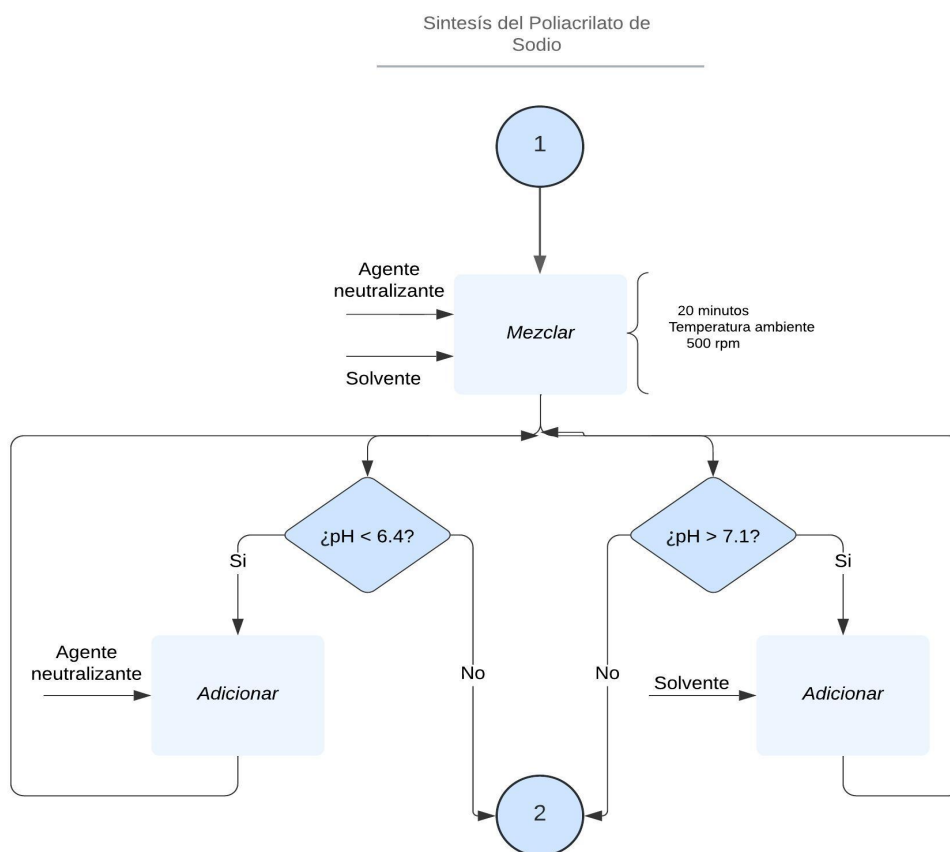 Sintesís del Poliacrilato de
Sodio
1
Agente
neutralizante
Solvente
Mezclar
20 minutos
Temperatura ambiente
500 rpm
¿pH < 6.4?
¿pH > 7.1?
Si
Si
Agente
neutralizante
Adicionar
No
No
Solvente
Adicionar
2